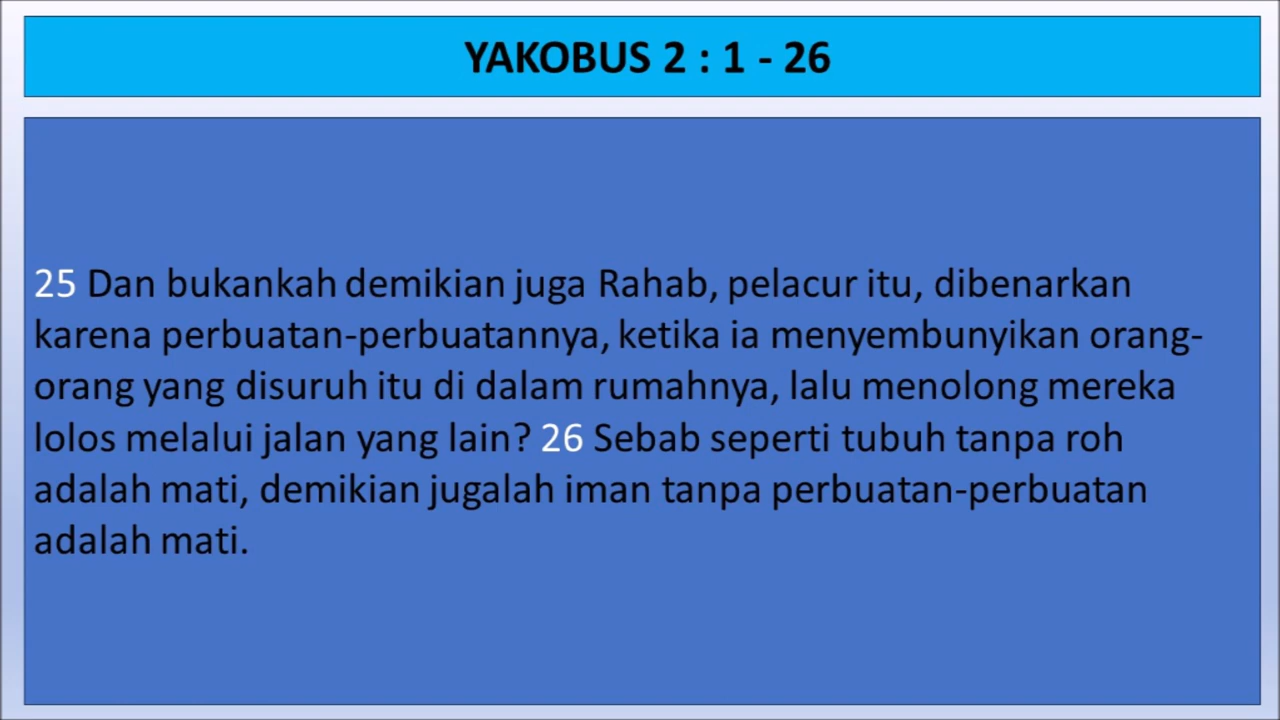 YAKOBUS 2 : 1 - 26
25 Dan bukankah demikian juga Rahab, pelacur itu, dibenarkan
karena perbuatan-perbuatannya, ketika ia menyembunyikan orang-
orang yang disuruh itu di dalam rumahnya, lalu menolong mereka
lolos melalui jalan yang lain? 26 Sebab seperti tubuh tanpa roh
adalah mati, demikian jugalah iman tanpa perbuatan-perbuatan
adalah mati.